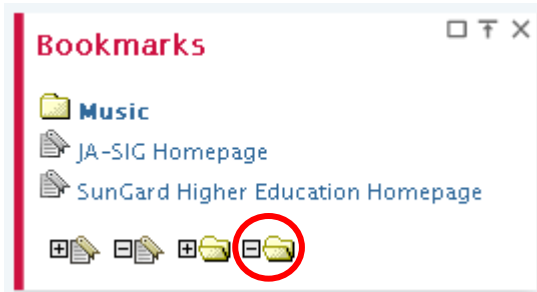 Bookmarks
Music
JA-SIG Homepage
SunGard Higher Education Homepage